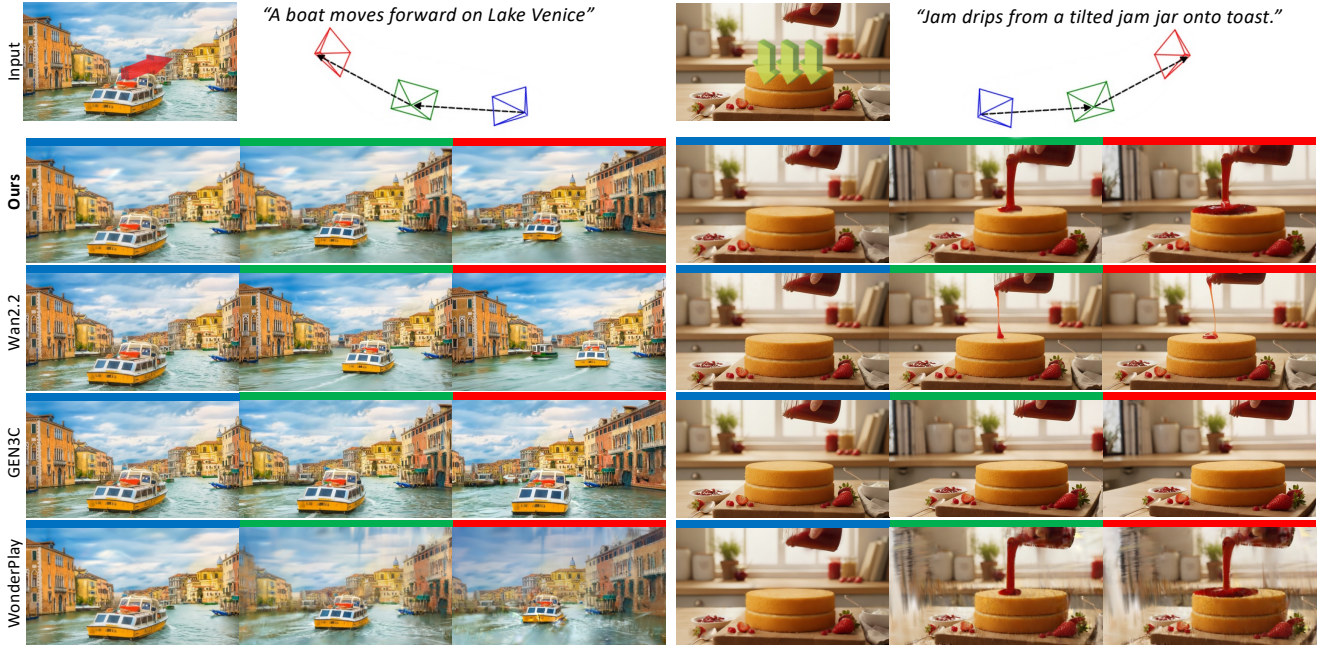 Input
“A boat moves forward on Lake Venice”
“Jam drips from a tilted jam jar onto toast.”
Ours
Wan2.2
GEN3C
WonderPlay